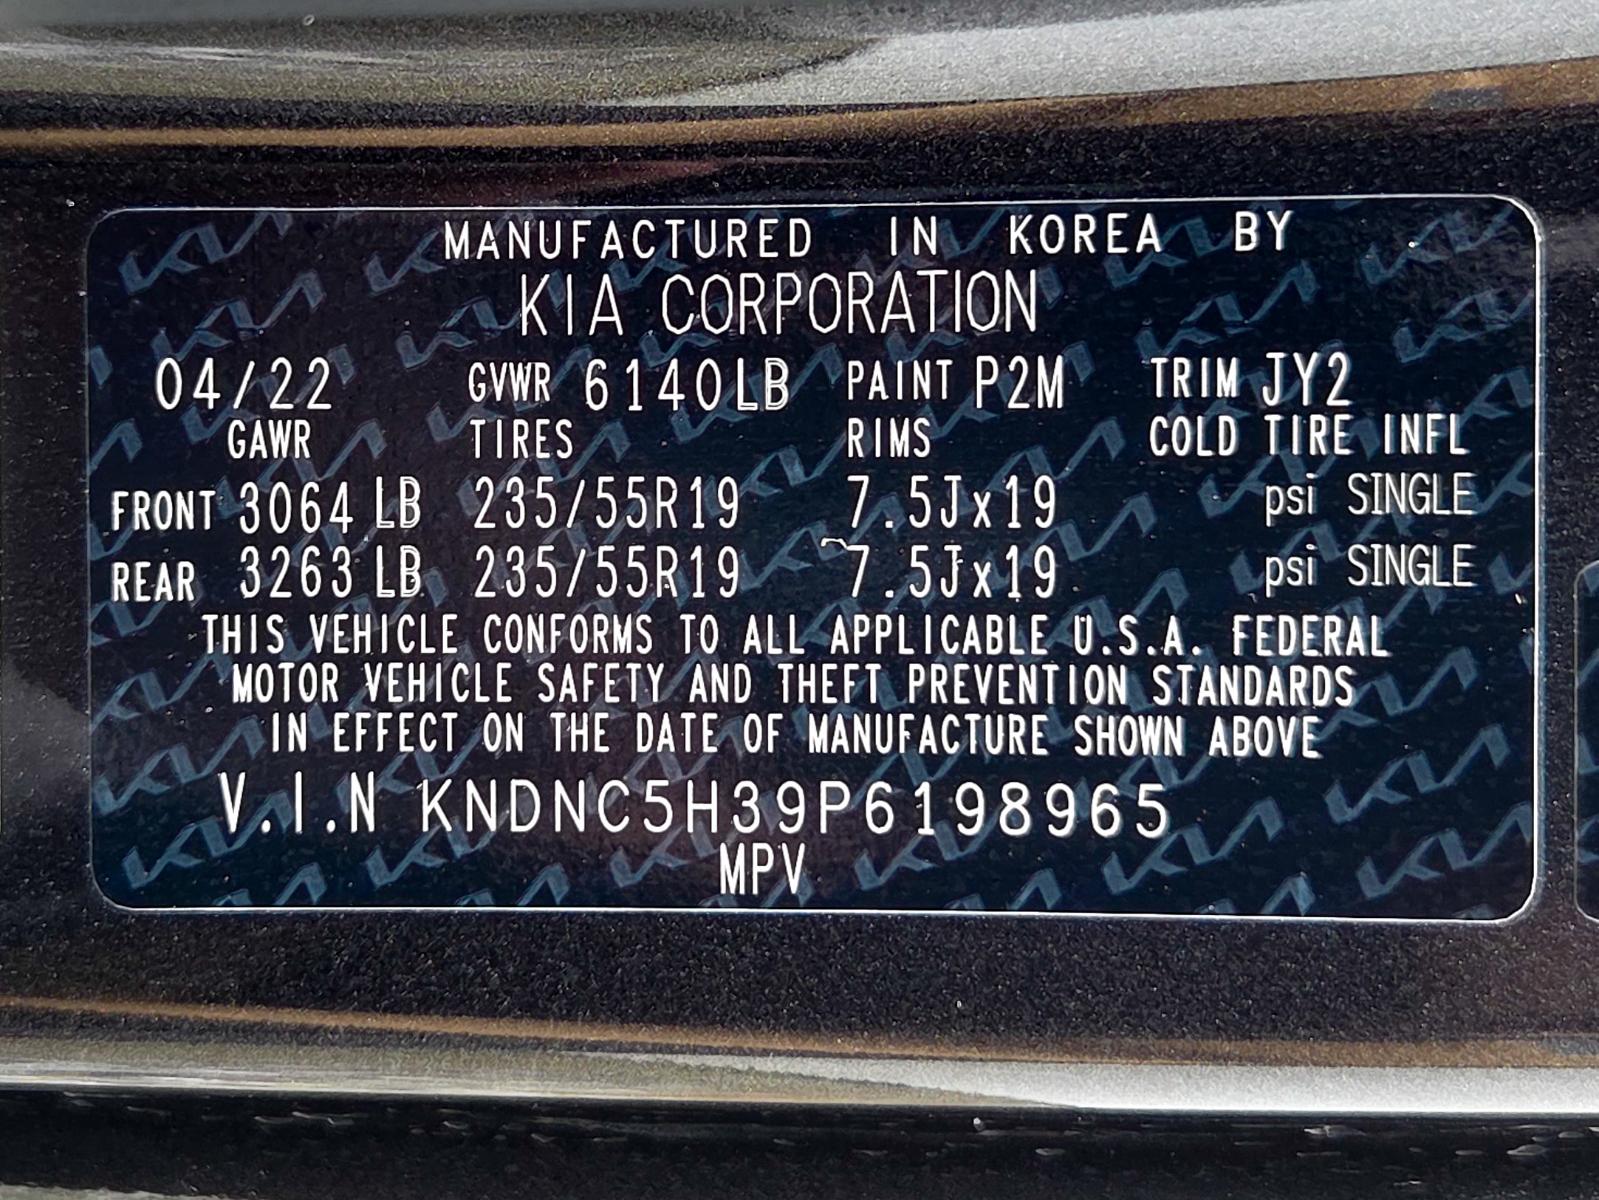 MANUFACTURED IN KOREA BY
KIA CORPORATION
04/22 GVWR 6140LB PAINT P2M TRIM JY2
GAWR TIRES RIMS COLD TIRE INFL
FRONT 3064 LB 235/55R19 7.5Jx19 psi SINGLE
REAR 3263 LB 235/55R19 7.5Jx19 psi SINGLE
THIS VEHICLE CONFORMS TO ALL APPLICABLE U.S.A. FEDERAL
MOTOR VEHICLE SAFETY AND THEFT PREVENTION STANDARDS
IN EFFECT ON THE DATE OF MANUFACTURE SHOWN ABOVE
V.I.N KNDNC5H39P6198965
MPV